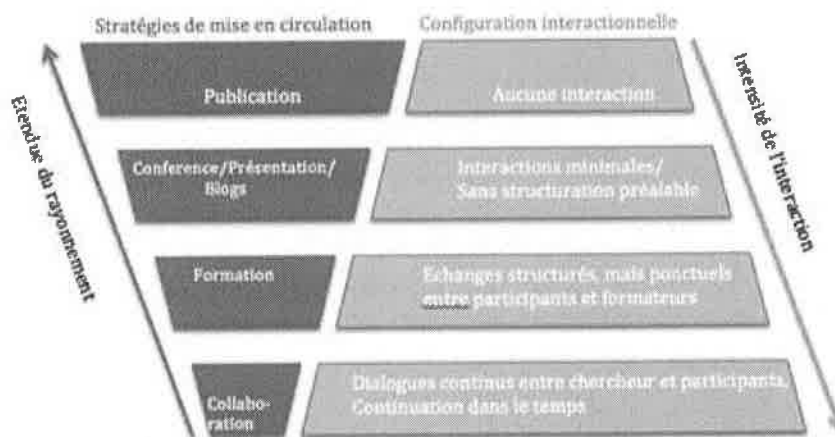 Stratégies de mise en circulation
Configuration interactionnelle
Etendue du rayonnement
Intensité de l'interaction
Publication
Aucune interaction
Conference/Présentation/
Blogs
Interactions minimales/
Sans structuration préalable
Formation
Echanges structurés, mais ponctuels
entre participants et formateurs
Collabo-
ration
Dialogues continus entre chercheur et participants.
Continuation dans le temps